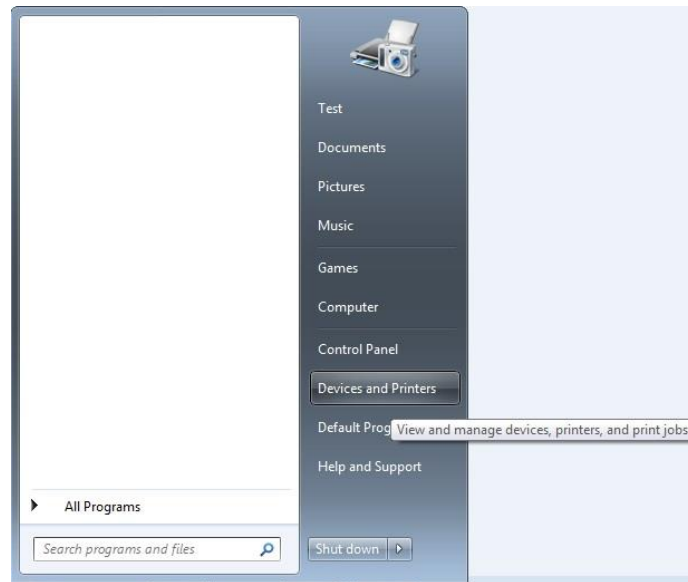 Test
Documents
Pictures
Music
Games
Computer
Control Panel
Devices and Printers
Default Prog
View and manage devices, printers, and print jobs
Help and Support
All Programs
Search programs and files
Shut down